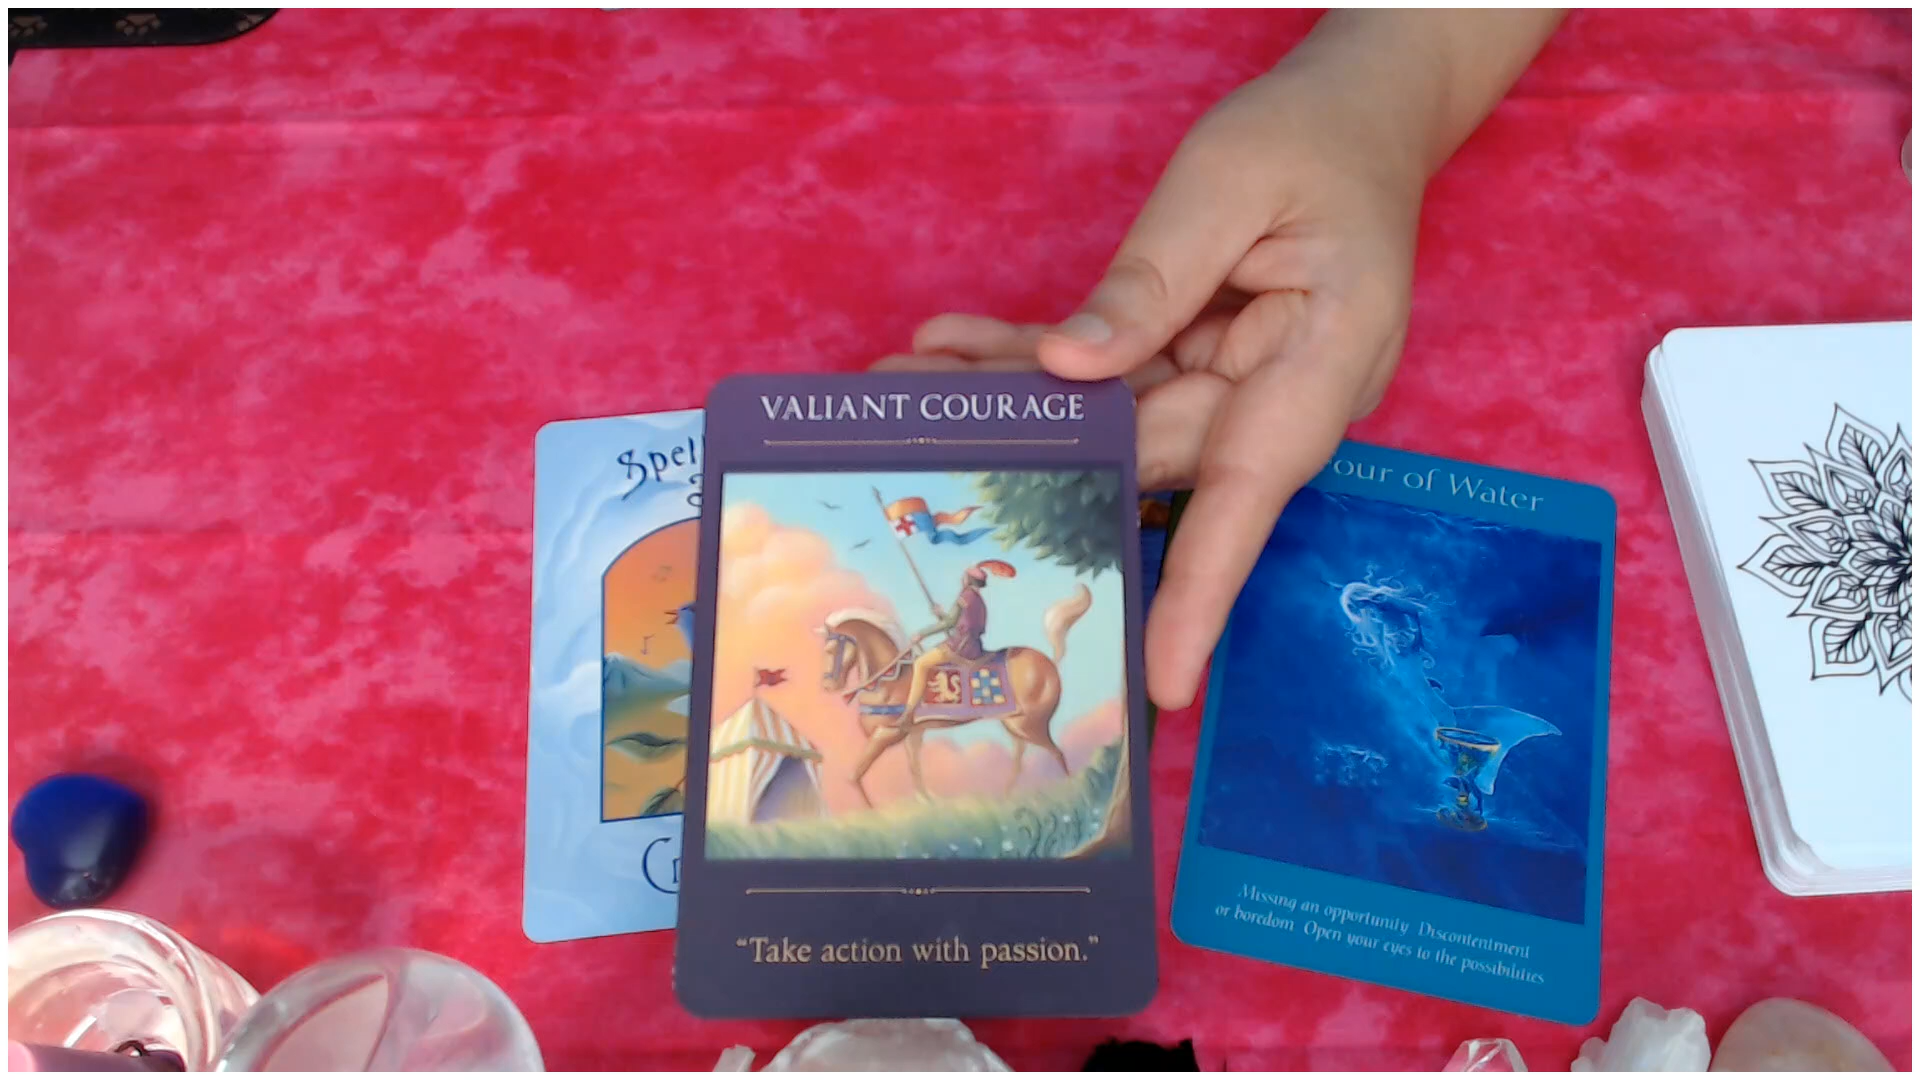 VALIANT COURAGE
"Take action with passion."
Spell
our of Water
Missing an opportunity Discontentment
or boredom Open your eyes to the possibilities